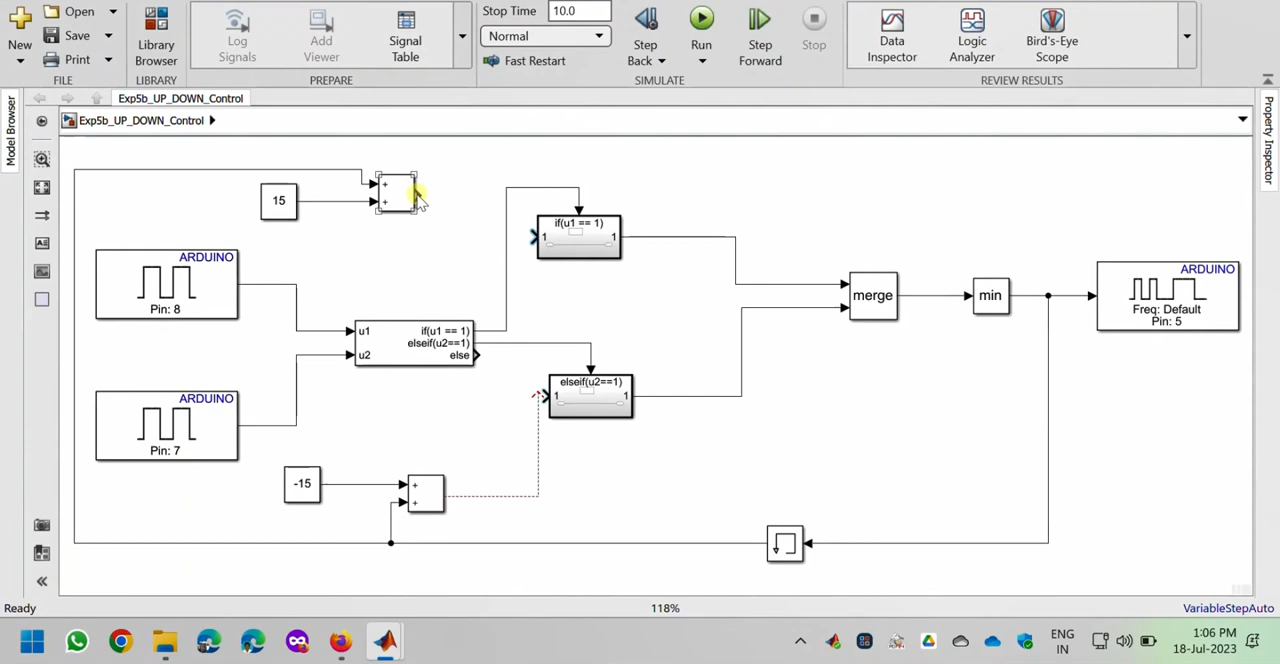 New
Open
Save
Print
FILE
Library
Browser
LIBRARY
Log
Signals
Add
Viewer
Signal
Table
PREPARE
Stop Time 10.0
Normal
Fast Restart
Step
Back
Run
Step
Forward
Stop
SIMULATE
Data
Inspector
Logic
Analyzer
Bird's-Eye
Scope
REVIEW RESULTS
Model Browser
Property Inspector
Exp5b_UP_DOWN_Control
Exp5b_UP_DOWN_Control
+
+
15
if(u1 == 1)
1 1
ARDUINO
Pin: 8
u1 if(u1 == 1)
elseif(u2==1)
u2 else
merge
min
ARDUINO
Freq: Default
Pin: 5
elseif(u2==1)
1 1
ARDUINO
Pin: 7
-15
+
+
Ready
118%
VariableStepAuto
ENG
IN
1:06 PM
18-Jul-2023